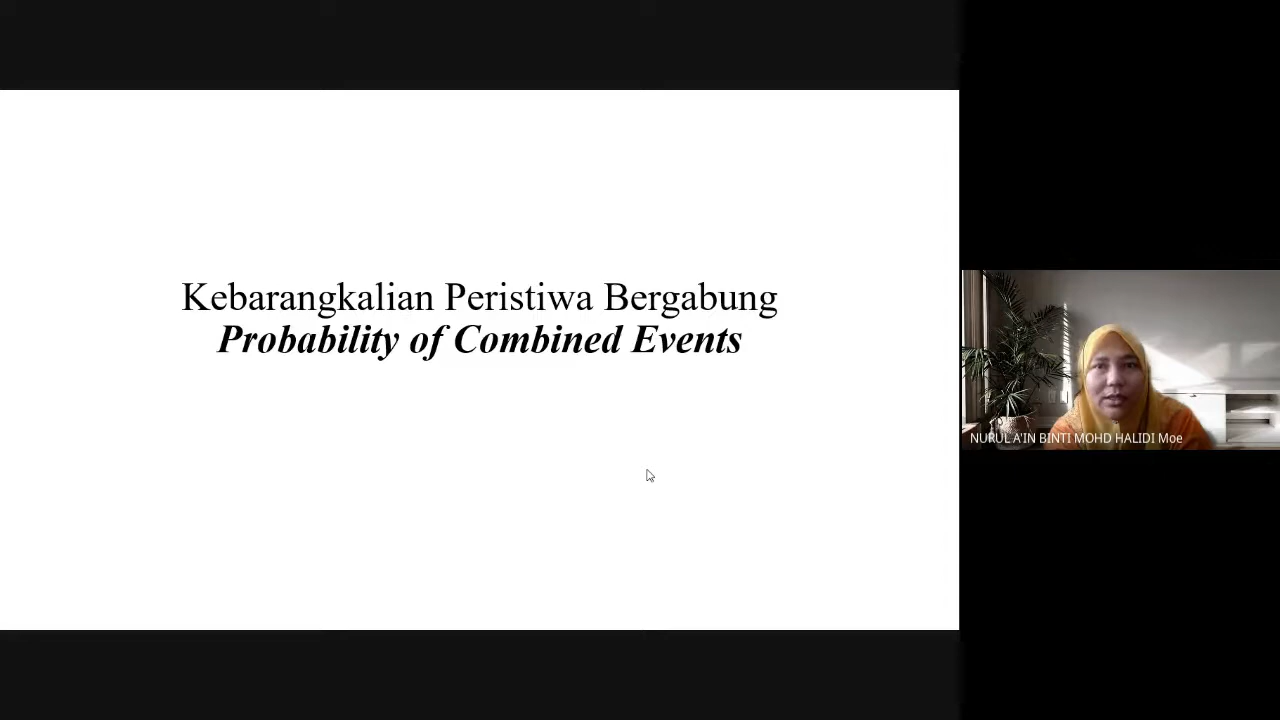 Kebarangkalian Peristiwa Bergabung
Probability of Combined Events
NURUL A'IN BINTI MOHD HALIDI Moe